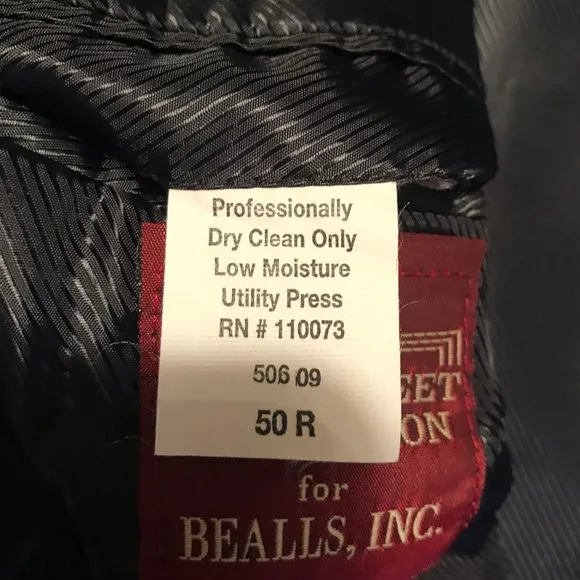 Professionally
Dry Clean Only
Low Moisture
Utility Press
RN # 110073
506 09
50 R
EET
ON
for
BEALLS, INC.